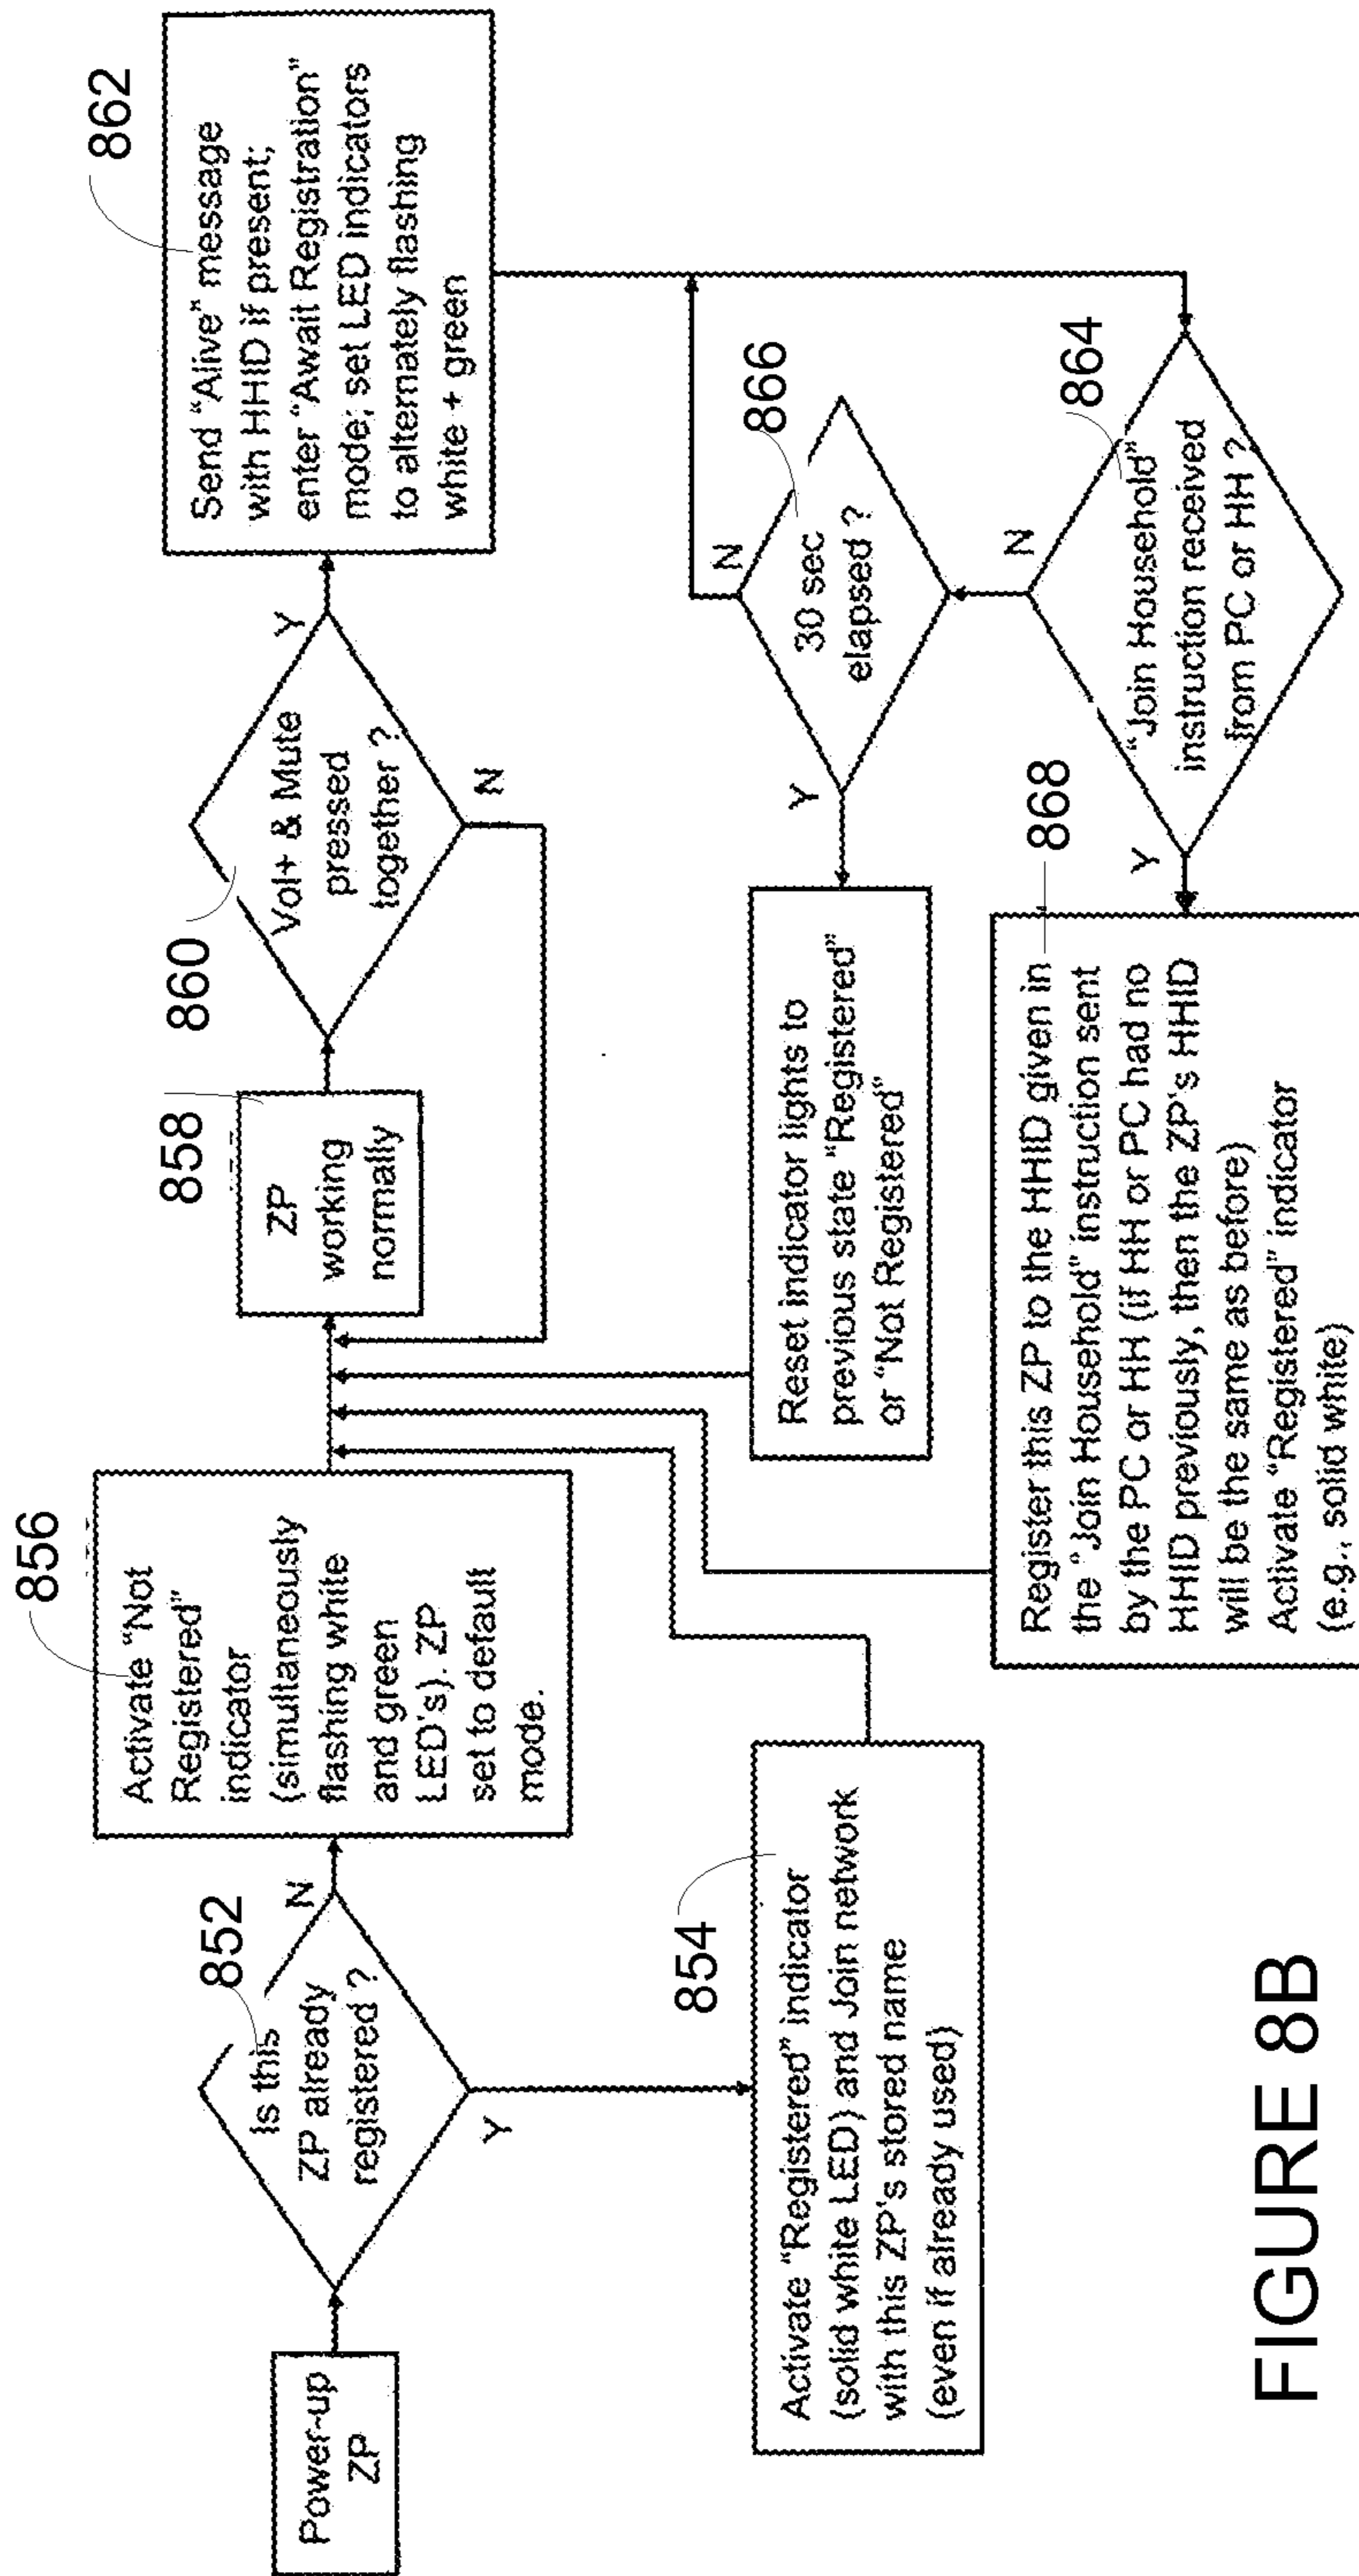 Power-up
ZP
852
Is this
ZP already
registered ?
N
Y
856
Activate “Not
Registered”
indicator
(simultaneously
flashing white
and green
LED's). ZP
set to default
mode.
854
Activate “Registered” indicator
(solid white LED) and Join network
with this ZP's stored name
(even if already used)
858
ZP
working
normally
860
Vol+ & Mute
pressed
together ?
Y
N
862
Send “Alive” message
with HHID if present;
enter “Await Registration”
mode; set LED indicators
to alternately flashing
white + green
866
30 sec
elapsed ?
N
Y
Reset indicator lights to
previous state “Registered”
or “Not Registered”
864
“Join Household”
instruction received
from PC or HH ?
N
Y
868
Register this ZP to the HHID given in
the “Join Household” instruction sent
by the PC or HH (if HH or PC had no
HHID previously, then the ZP's HHID
will be the same as before)
Activate “Registered” indicator
(e.g., solid white)
FIGURE 8B